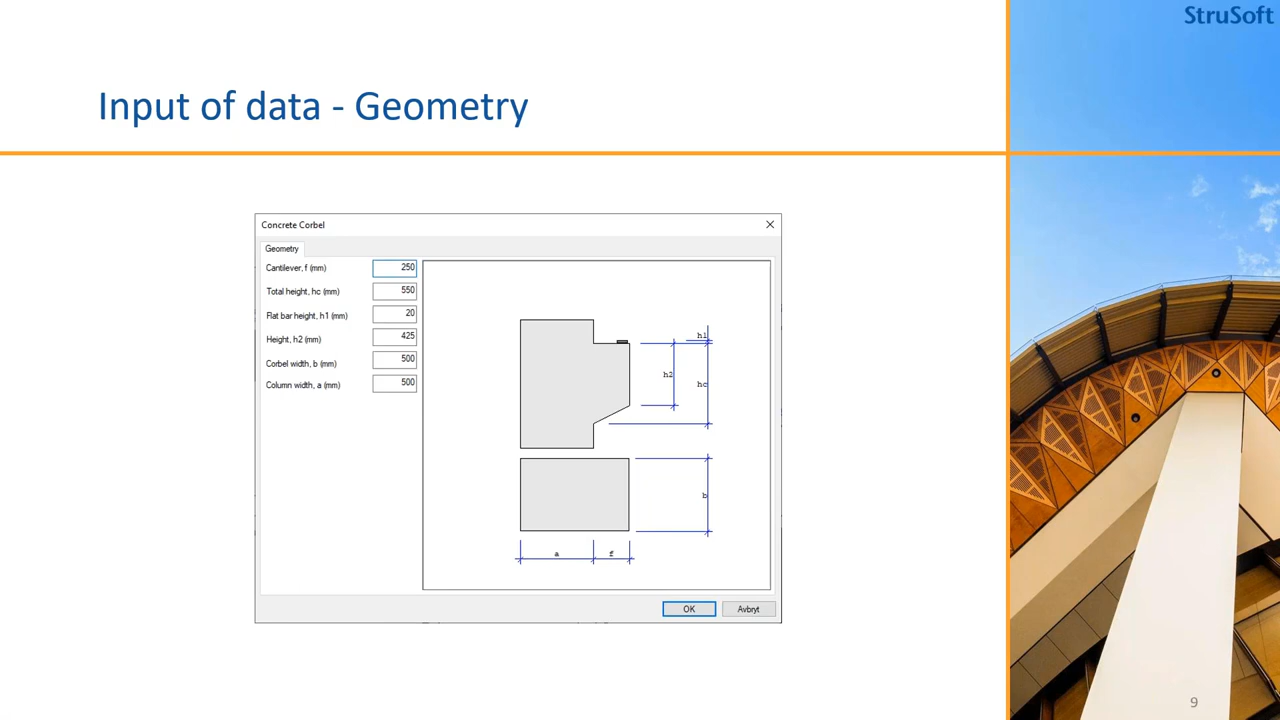 StruSoft
Input of data - Geometry
Concrete Corbel
Geometry
Cantilever, f (mm) 250
Total height, hc (mm) 550
Flat bar height, h1 (mm) 20
Height, h2 (mm) 425
Corbel width, b (mm) 500
Column width, a (mm) 500
h1
h2
hc
b
a f
OK Avbryt
9